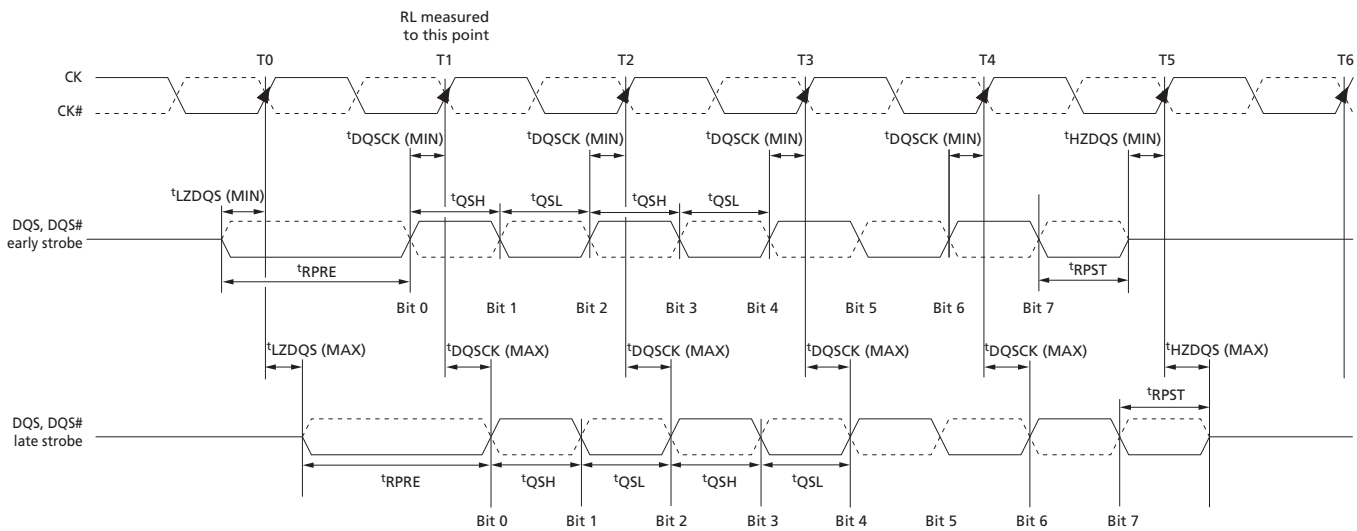 RL measured
to this point
T0 T1 T2 T3 T4 T5 T6
CK
CK#
tDQSCK (MIN) tDQSCK (MIN) tDQSCK (MIN) tDQSCK (MIN) tHZDQS (MIN)
tLZDQS (MIN)
tQSH tQSL tQSH tQSL
DQS, DQS#
early strobe
tRPRE tRPST
Bit 0 Bit 1 Bit 2 Bit 3 Bit 4 Bit 5 Bit 6 Bit 7
tLZDQS (MAX) tDQSCK (MAX) tDQSCK (MAX) tDQSCK (MAX) tDQSCK (MAX) tHZDQS (MAX)
tRPST
DQS, DQS#
late strobe
tRPRE tQSH tQSL tQSH tQSL
Bit 0 Bit 1 Bit 2 Bit 3 Bit 4 Bit 5 Bit 6 Bit 7